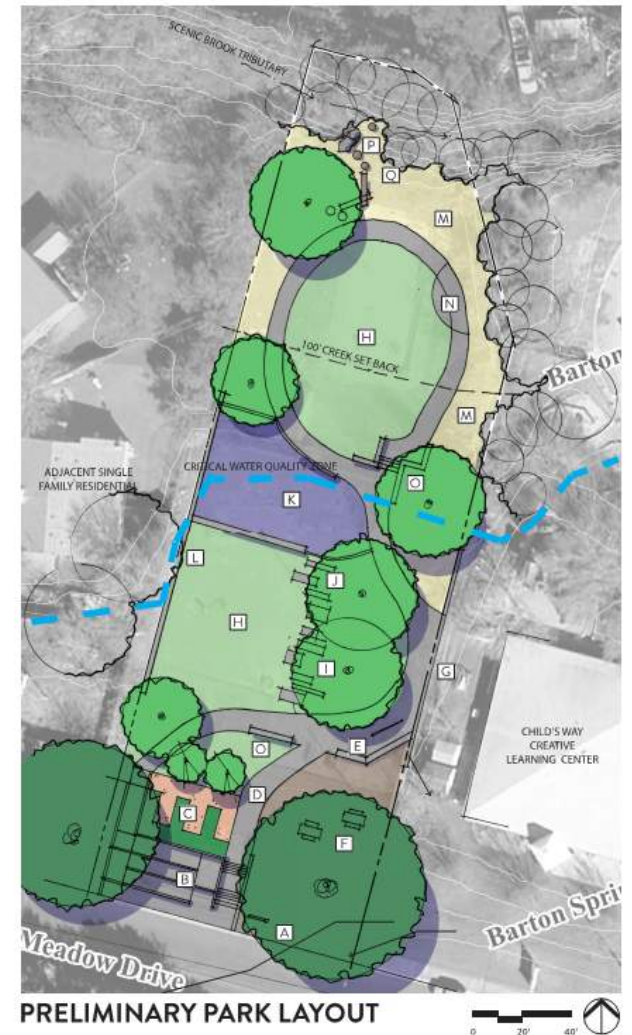 SCENIC BROOK TRIBUTARY
P
Q
M
N
H
100' CREEK SET BACK
Barton
M
ADJACENT SINGLE
FAMILY RESIDENTIAL
CRITICAL WATER QUALITY ZONE
O
K
L
J
H
I
G
E
O
CHILD'S WAY
CREATIVE
LEARNING CENTER
D
C
F
B
A
Meadow Drive
Barton Sprin
PRELIMINARY PARK LAYOUT
0 20' 40'